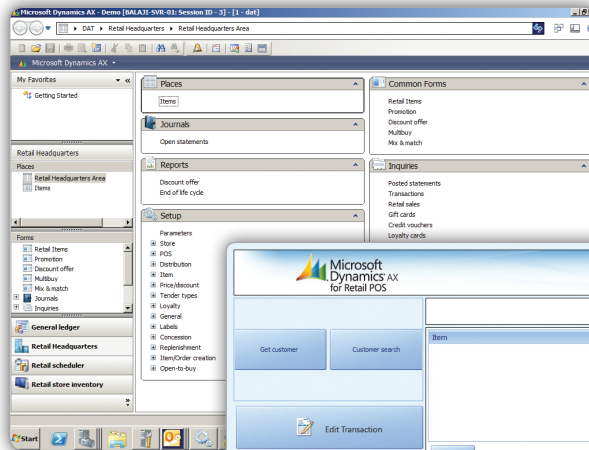 Microsoft Dynamics AX - Demo [BALAJI-SVR-01: Session ID - 3] - [1 - dat]
DAT
Retail Headquarters
Retail Headquarters Area
Microsoft Dynamics AX
My Favorites
Getting Started
Retail Headquarters
Places
Retail Headquarters Area
Items
Forms
Retail Items
Promotion
Discount offer
Multibuy
Mix & match
Journals
Inquiries
General ledger
Retail Headquarters
Retail scheduler
Retail store inventory
Places
Items
Journals
Open statements
Reports
Discount offer
End of life cycle
Setup
Parameters
Store
POS
Distribution
Item
Price/discount
Tender types
Loyalty
General
Labels
Concession
Replenishment
Item/Order creation
Open-to-buy
Common Forms
Retail Items
Promotion
Discount offer
Multibuy
Mix & match
Inquiries
Posted statements
Transactions
Retail sales
Gift cards
Credit vouchers
Loyalty cards
Microsoft
Dynamics AX
for Retail POS
Get customer
Customer search
Item
Edit Transaction
Start